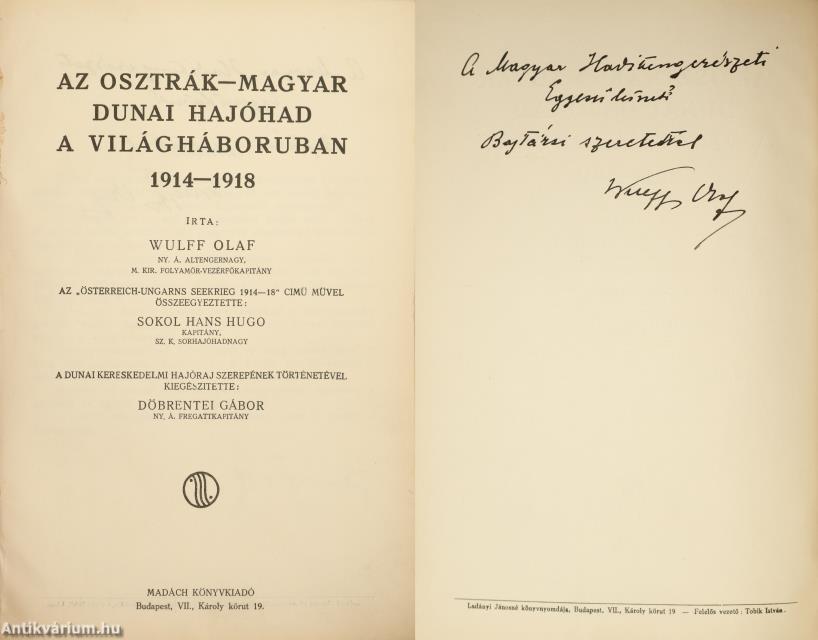 AZ OSZTRÁK—MAGYAR
DUNAI HAJÓHAD
A VILÁGHÁBORUBAN
1914—1918
IRTA:
WULFF OLAF
NY. Á. ALTENGERNAGY,
M. KIR. FOLYAMŐR-VEZÉRFŐKAPITÁNY
AZ „ÖSTERREICH-UNGARNS SEEKRIEG 1914—18" CIMÜ MŰVEL
ÖSSZEEGYEZTETTE:
SOKOL HANS HUGO
KAPITÁNY,
SZ. K. SORHAJÓHADNAGY
A DUNAI KERESKEDELMI HAJÓRAJ SZEREPÉNEK TÖRTÉNETÉVEL
KIEGÉSZITETTE:
DÖBRENTEI GÁBOR
NY. Á. FREGATTKAPITÁNY
MADÁCH KÖNYVKIADÓ
Budapest, VII., Károly körut 19.
Antikvárium.hu
A Magyar Haditengerészeti
Egyesületnek
Bajtársi szeretettel
Wulff Olaf
Ladányi Jánosné könyvnyomdája, Budapest, VII., Károly körut 19 — Felelős vezető: Tobik István.